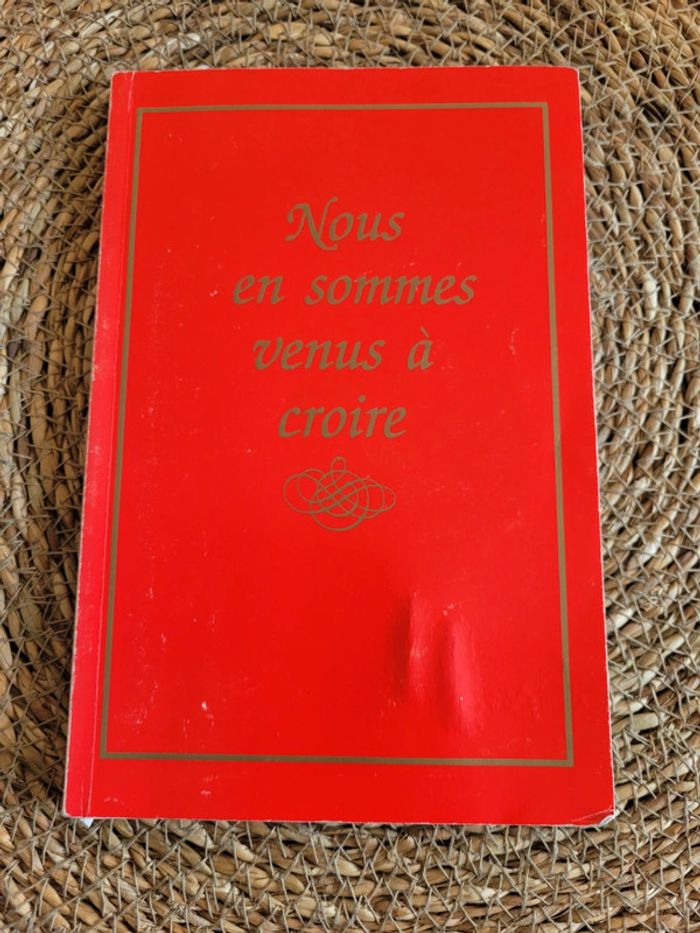 Nous
en sommes
venus à
croire